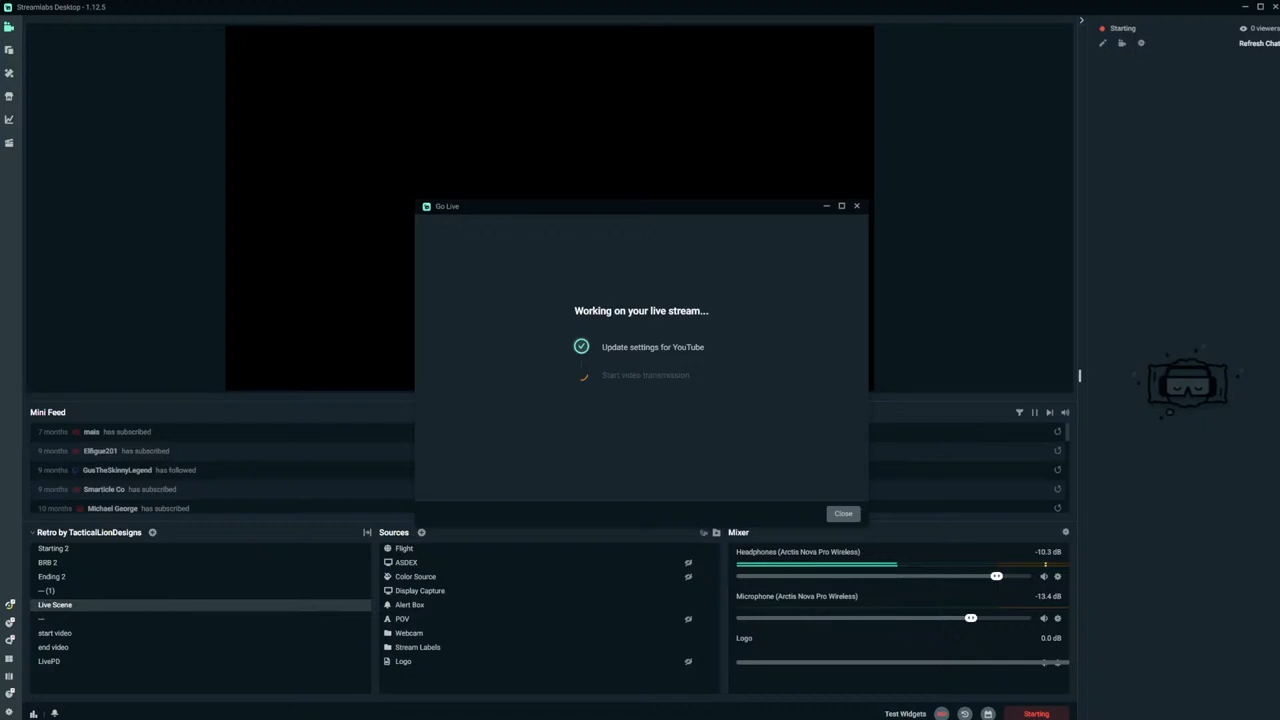 Streamlabs Desktop - 1.12.5
Starting
0 viewers
Refresh Chat
Go Live
Working on your live stream...
Update settings for YouTube
Start video transmission
Close
Mini Feed
7 months mais has subscribed
9 months Elfigue201 has subscribed
9 months GusTheSkinnyLegend has followed
9 months Smarticle Co has subscribed
10 months Michael George has subscribed
Retro by TacticalLionDesigns
Starting 2
BRB 2
Ending 2
-- (1)
Live Scene
--
start video
end video
LivePD
Sources
Flight
ASDEX
Color Source
Display Capture
Alert Box
POV
Webcam
Stream Labels
Logo
Mixer
Headphones (Arctis Nova Pro Wireless) -10.3 dB
Microphone (Arctis Nova Pro Wireless) -13.4 dB
Logo 0.0 dB
Test Widgets
REC
Starting